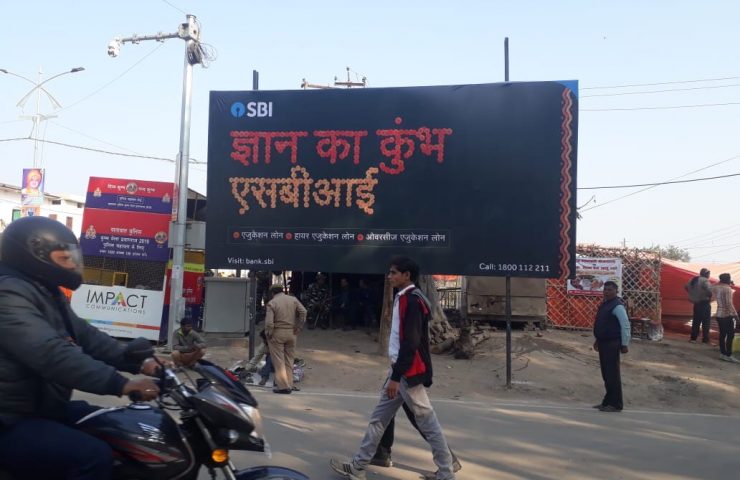 SBI
ज्ञान का कुंभ
एसबीआई
• एजुकेशन लोन • हायर एजुकेशन लोन • ओवरसीज़ एजुकेशन लोन
Visit: bank.sbi
Call: 1800 112 211
IMPACT
COMMUNICATIONS